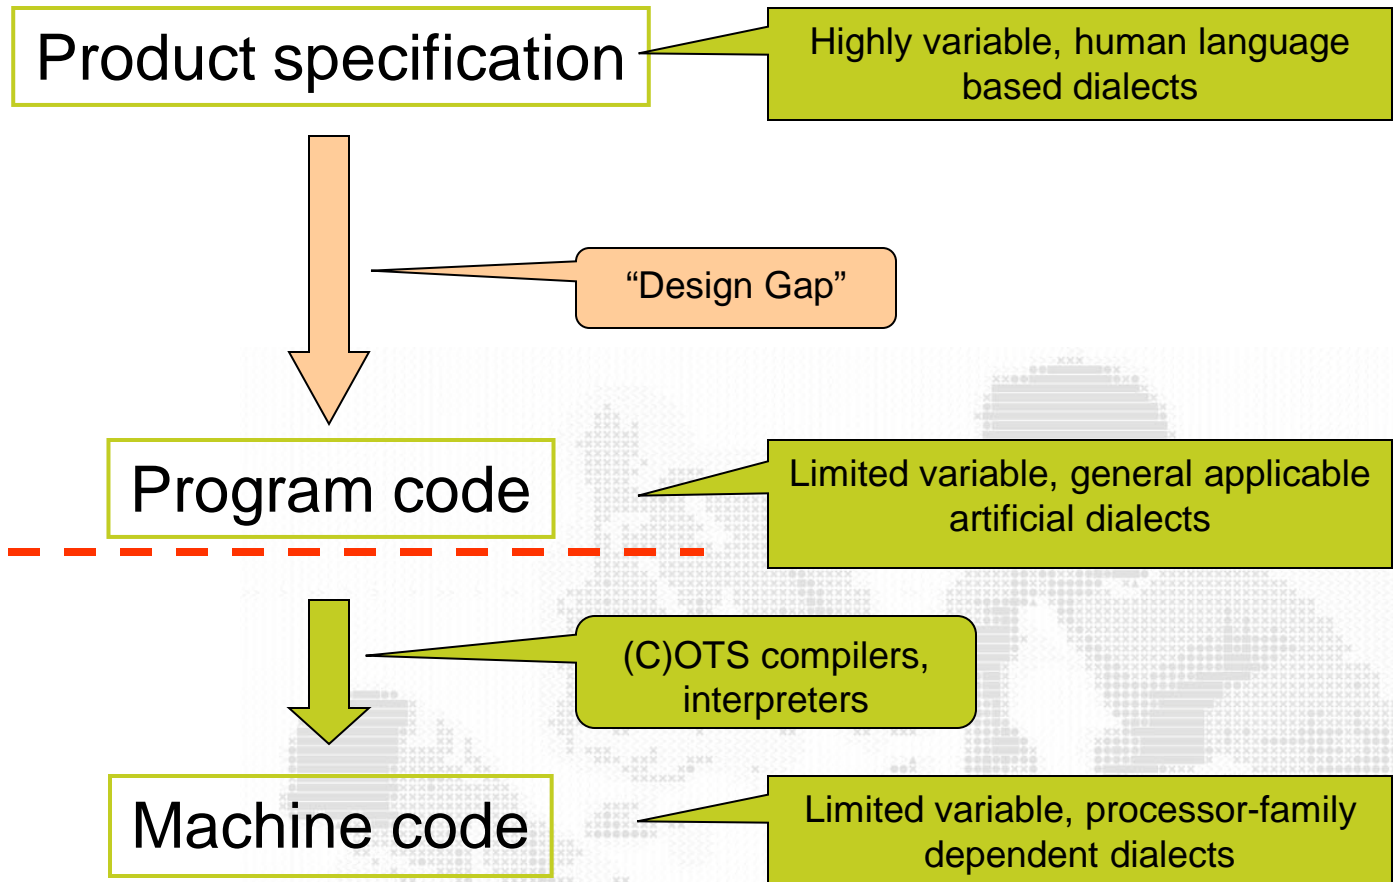 Product specification
Highly variable, human language
based dialects
“Design Gap”
Program code
Limited variable, general applicable
artificial dialects
(C)OTS compilers,
interpreters
Machine code
Limited variable, processor-family
dependent dialects